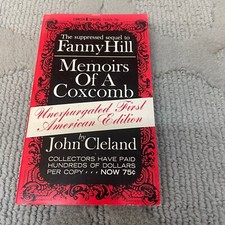 The suppressed sequel to
Fanny Hill
Memoirs
Of A
Coxcomb
Unexpurgated First
American Edition
by
John Cleland
COLLECTORS HAVE PAID
HUNDREDS OF DOLLARS
PER COPY . . . NOW 75¢